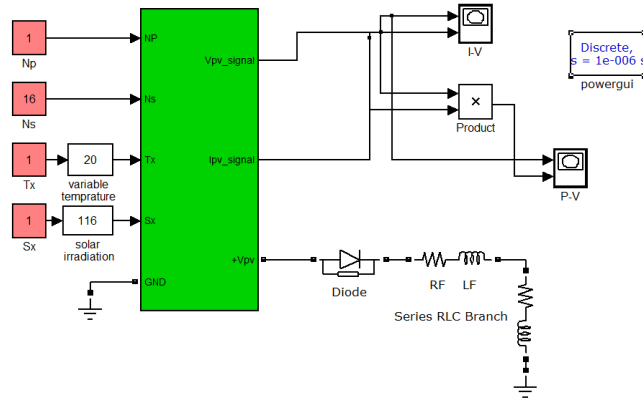 1
Np
16
Ns
1
Tx
20
variable
temprature
1
Sx
116
solar
irradiation
NP
Ns
Tx
Sx
GND
Vpv_signal
Ipv_signal
+Vpv
I-V
×
Product
P-V
Discrete,
s = 1e-006 s
powergui
Diode
RF LF
Series RLC Branch